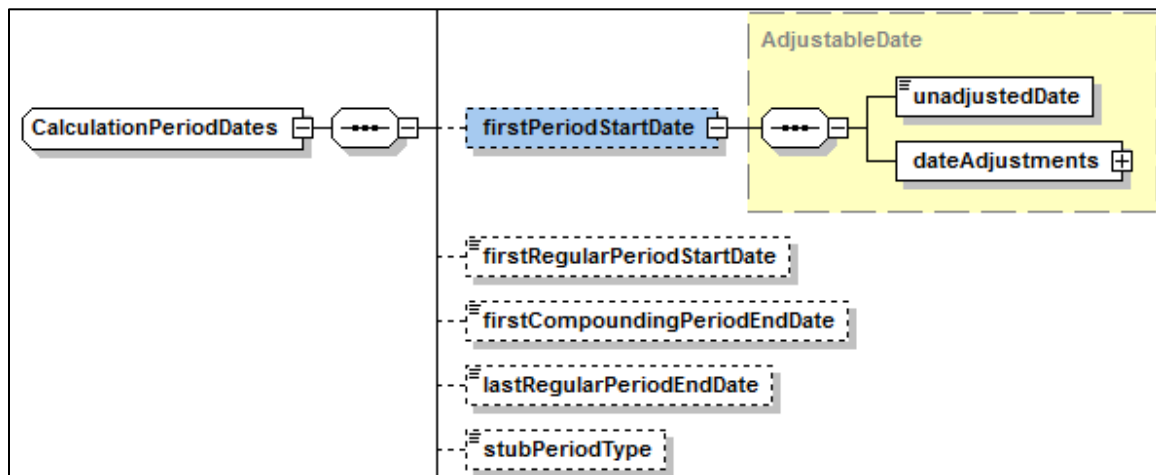 AdjustableDate
CalculationPeriodDates
firstPeriodStartDate
unadjustedDate
dateAdjustments
firstRegularPeriodStartDate
firstCompoundingPeriodEndDate
lastRegularPeriodEndDate
stubPeriodType